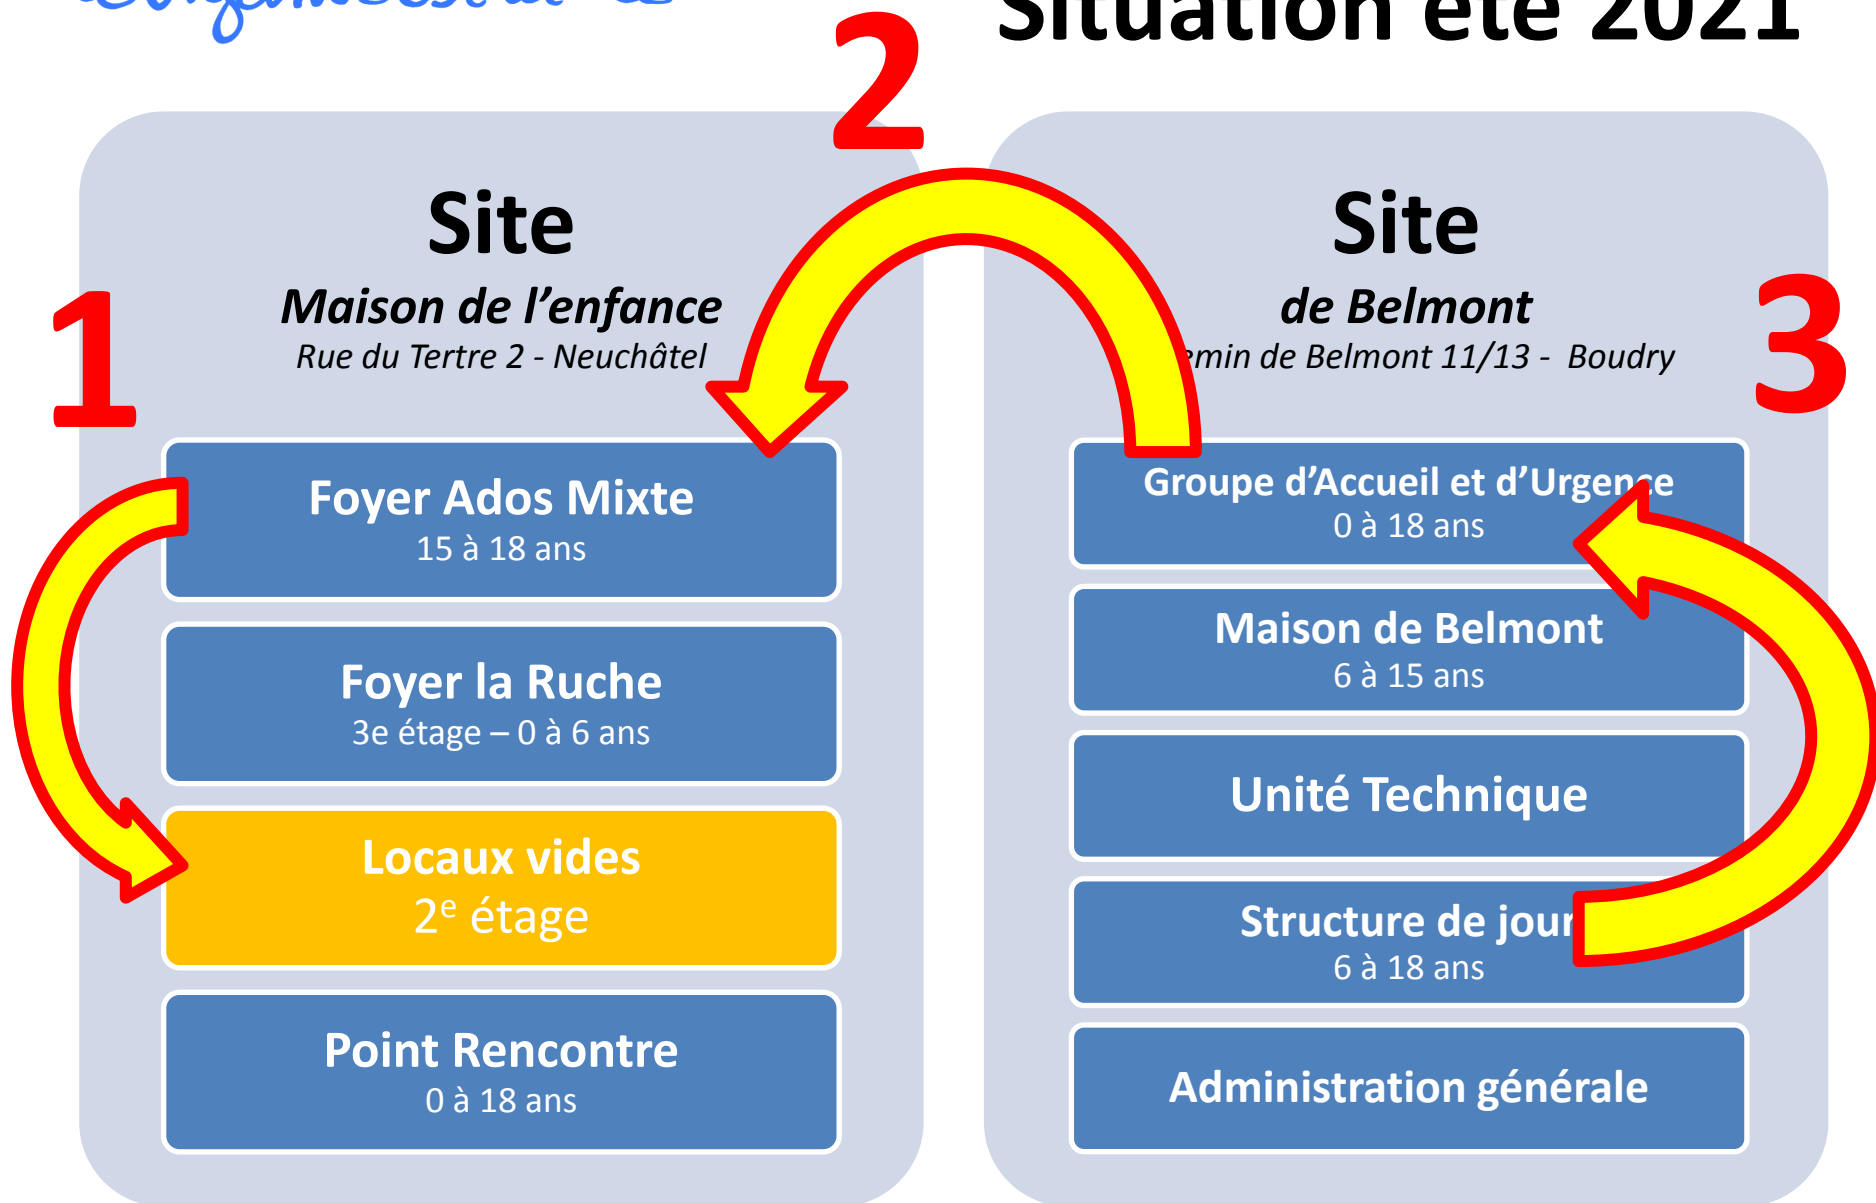 Situation été 2021
2
1
3
Site
Maison de l’enfance
Rue du Tertre 2 - Neuchâtel
Foyer Ados Mixte
15 à 18 ans
Foyer la Ruche
3e étage – 0 à 6 ans
Locaux vides
2e étage
Point Rencontre
0 à 18 ans
Site
de Belmont
emin de Belmont 11/13 - Boudry
Groupe d’Accueil et d’Urgence
0 à 18 ans
Maison de Belmont
6 à 15 ans
Unité Technique
Structure de jour
6 à 18 ans
Administration générale